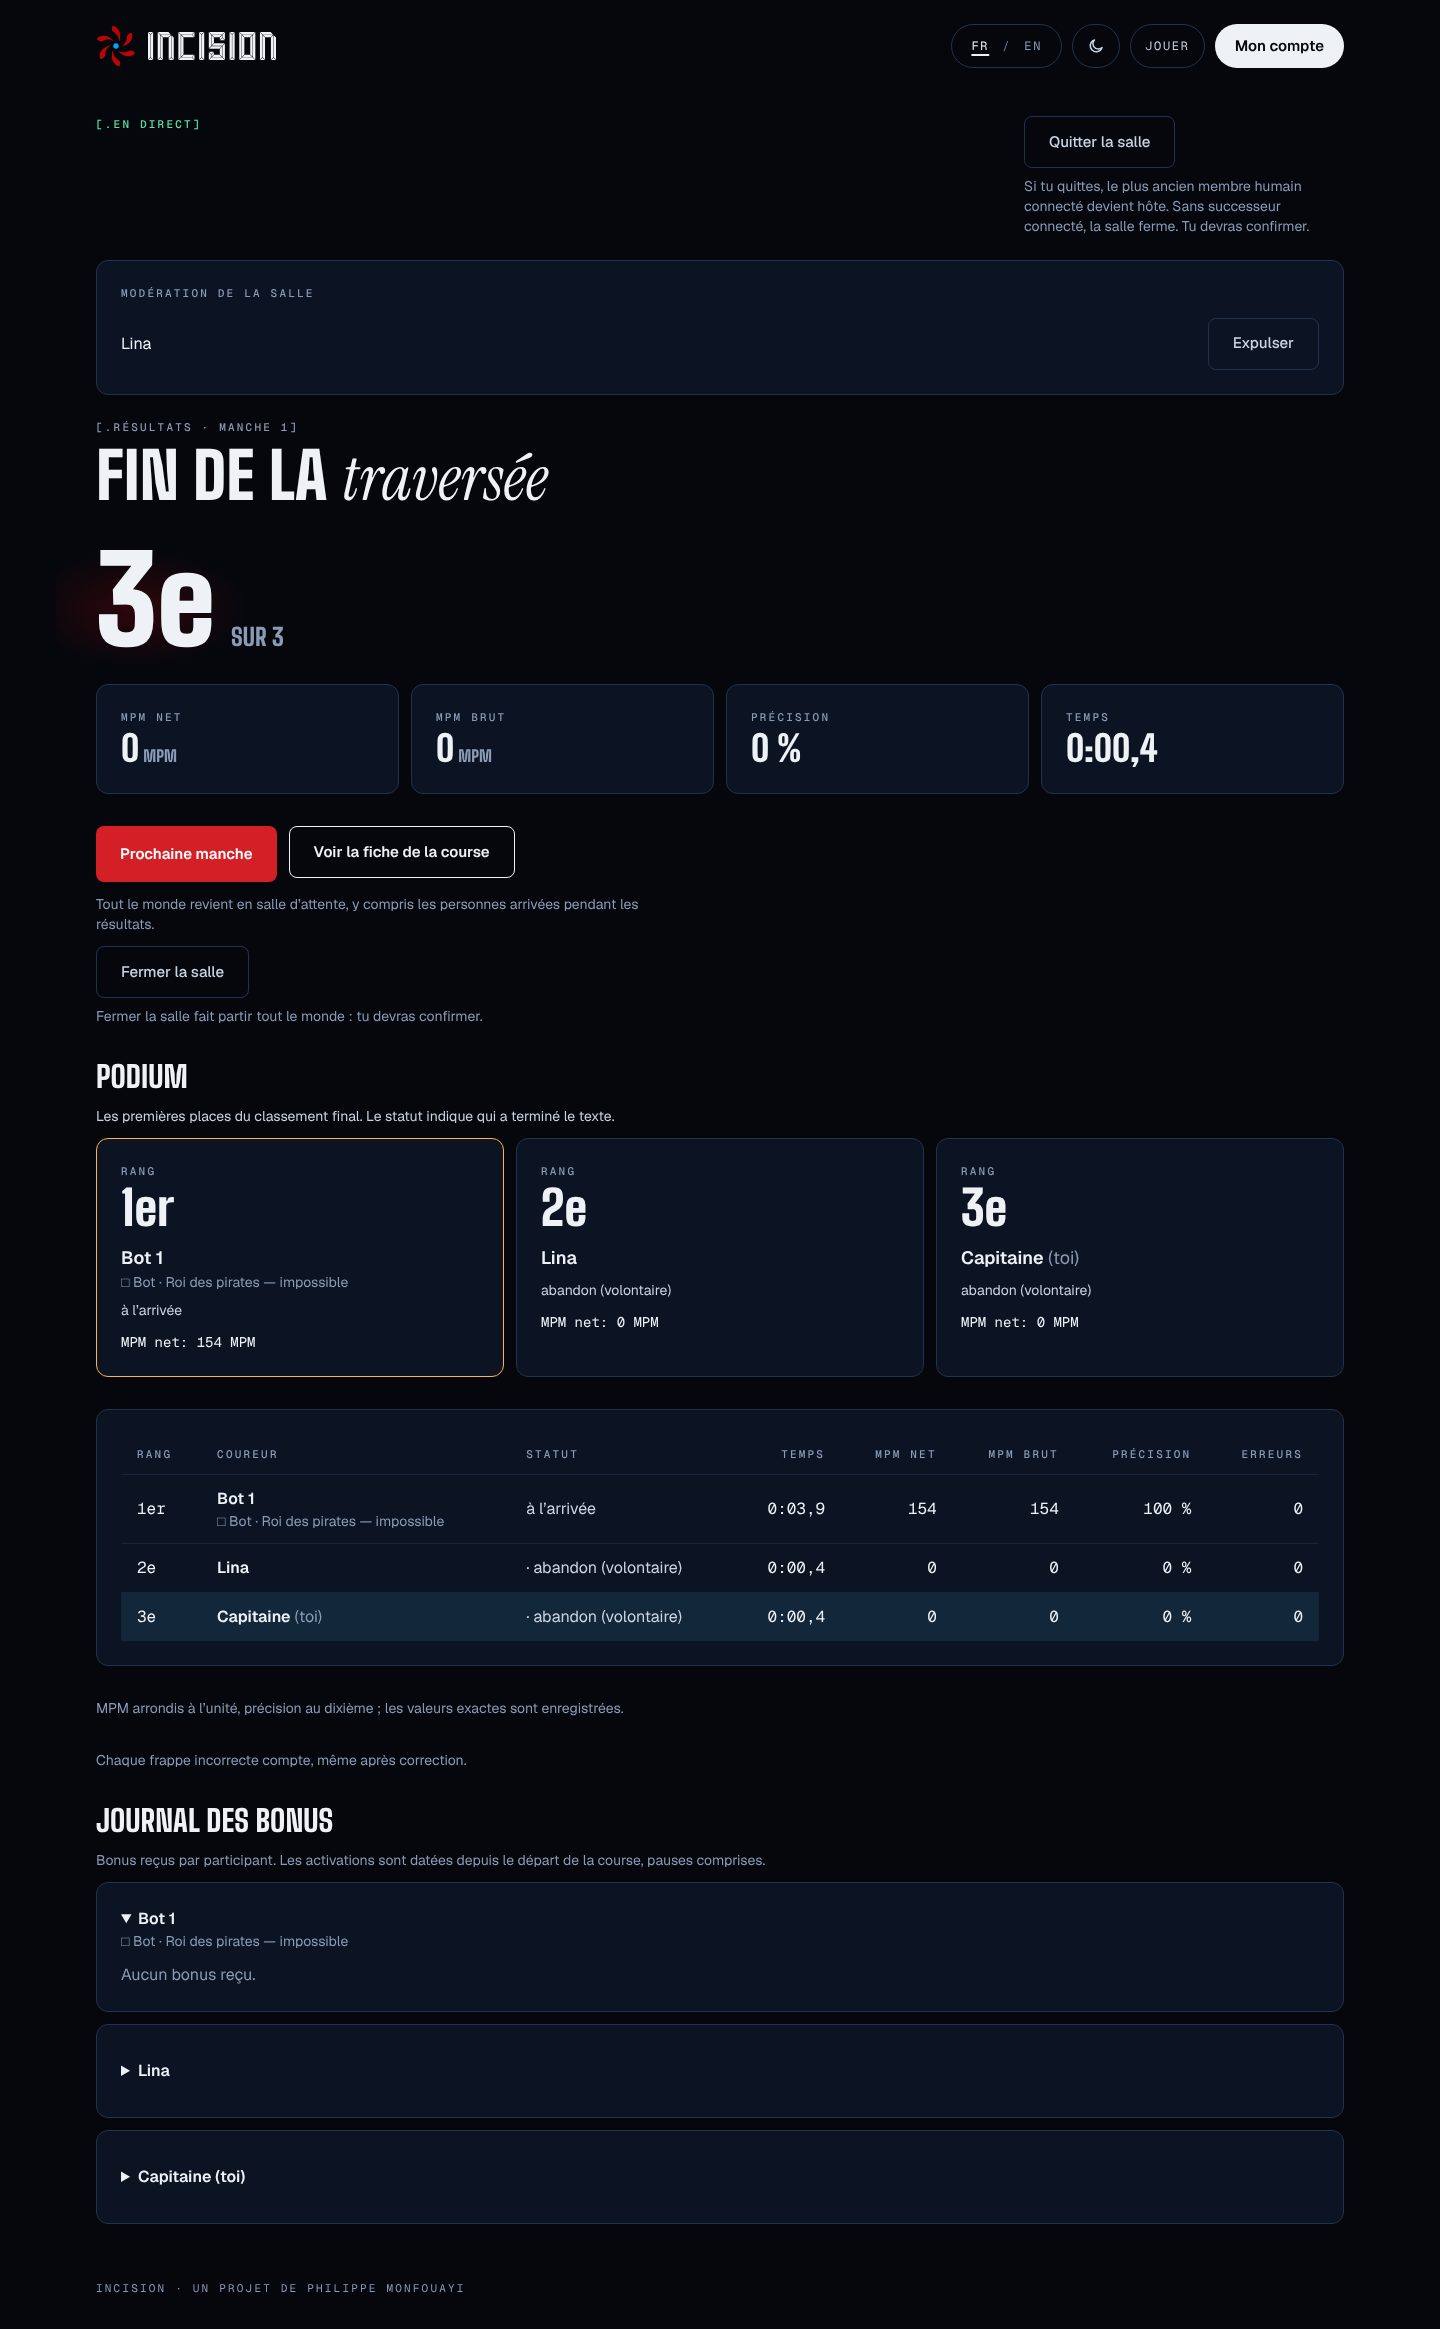 INCISION
FR / EN
JOUER
Mon compte
[.EN DIRECT]
Quitter la salle
Si tu quittes, le plus ancien membre humain
connecté devient hôte. Sans successeur
connecté, la salle ferme. Tu devras confirmer.
MODÉRATION DE LA SALLE
Lina
Expulser
[.RÉSULTATS · MANCHE 1]
FIN DE LA traversée
3e SUR 3
MPM NET
0 MPM
MPM BRUT
0 MPM
PRÉCISION
0 %
TEMPS
0:00,4
Prochaine manche
Voir la fiche de la course
Tout le monde revient en salle d’attente, y compris les personnes arrivées pendant les
résultats.
Fermer la salle
Fermer la salle fait partir tout le monde : tu devras confirmer.
PODIUM
Les premières places du classement final. Le statut indique qui a terminé le texte.
RANG
1er
Bot 1
□ Bot · Roi des pirates — impossible
à l’arrivée
MPM net: 154 MPM
RANG
2e
Lina
abandon (volontaire)
MPM net: 0 MPM
RANG
3e
Capitaine (toi)
abandon (volontaire)
MPM net: 0 MPM
RANG COUREUR STATUT TEMPS MPM NET MPM BRUT PRÉCISION ERREURS
1er Bot 1 à l’arrivée 0:03,9 154 154 100 % 0
□ Bot · Roi des pirates — impossible
2e Lina · abandon (volontaire) 0:00,4 0 0 0 % 0
3e Capitaine (toi) · abandon (volontaire) 0:00,4 0 0 0 % 0
MPM arrondis à l’unité, précision au dixième ; les valeurs exactes sont enregistrées.
Chaque frappe incorrecte compte, même après correction.
JOURNAL DES BONUS
Bonus reçus par participant. Les activations sont datées depuis le départ de la course, pauses comprises.
▼ Bot 1
□ Bot · Roi des pirates — impossible
Aucun bonus reçu.
▶ Lina
▶ Capitaine (toi)
INCISION · UN PROJET DE PHILIPPE MONFOUAYI